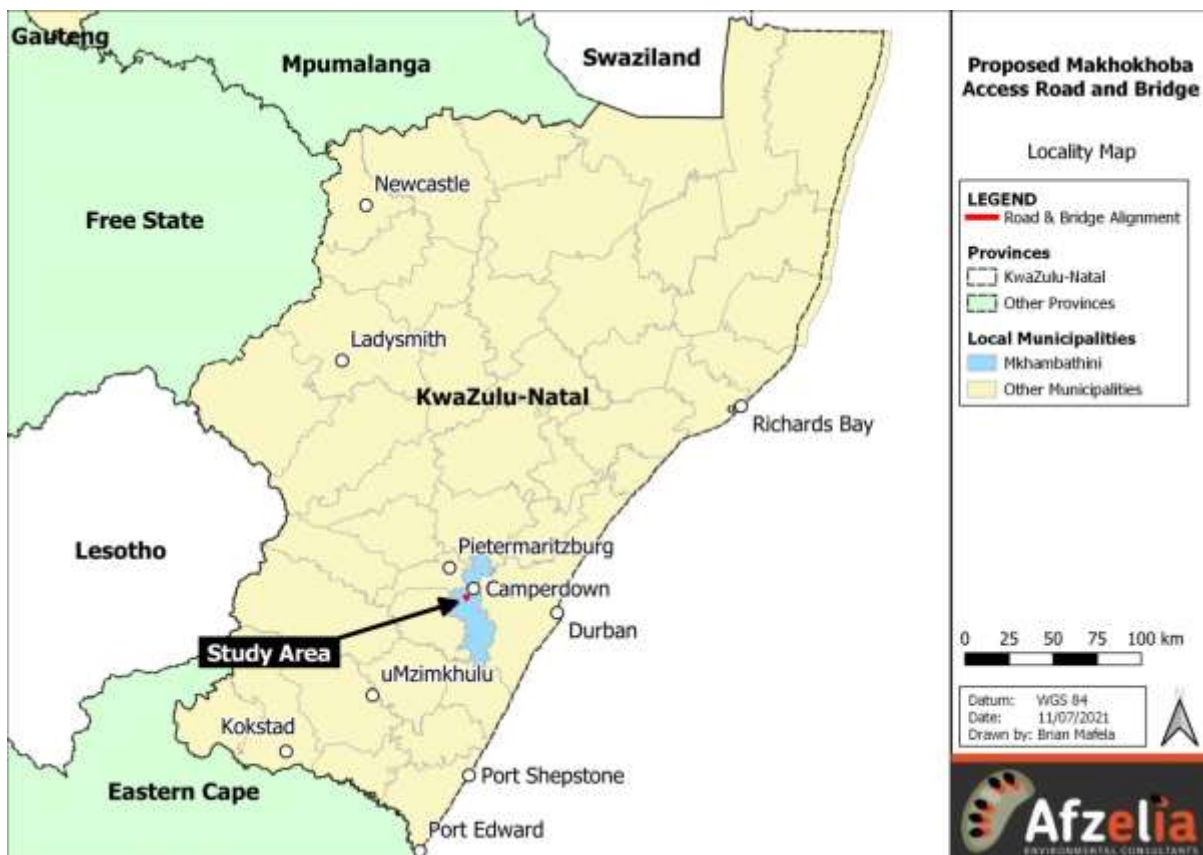 Gauteng
Mpumalanga
Swaziland
Newcastle
Free State
Ladysmith
KwaZulu-Natal
Richards Bay
Lesotho
Pietermaritzburg
Camperdown
Durban
Study Area
uMzimkhulu
Kokstad
Port Shepstone
Eastern Cape
Port Edward
Proposed Makhokhoba
Access Road and Bridge
Locality Map
LEGEND
Road & Bridge Alignment
Provinces
KwaZulu-Natal
Other Provinces
Local Municipalities
Mkhambathini
Other Municipalities
0 25 50 75 100 km
Datum: WGS 84
Date: 11/07/2021
Drawn by: Brian Mafela
Afzelia
ENVIRONMENTAL CONSULTANTS